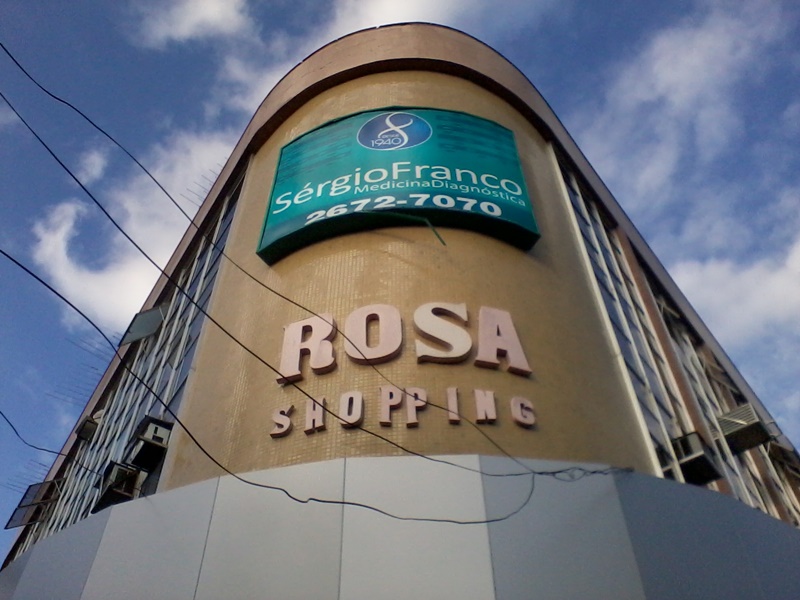 DESDE
1940
SérgioFranco
MedicinaDiagnóstica
2672-7070
ROSA
SHOPPING